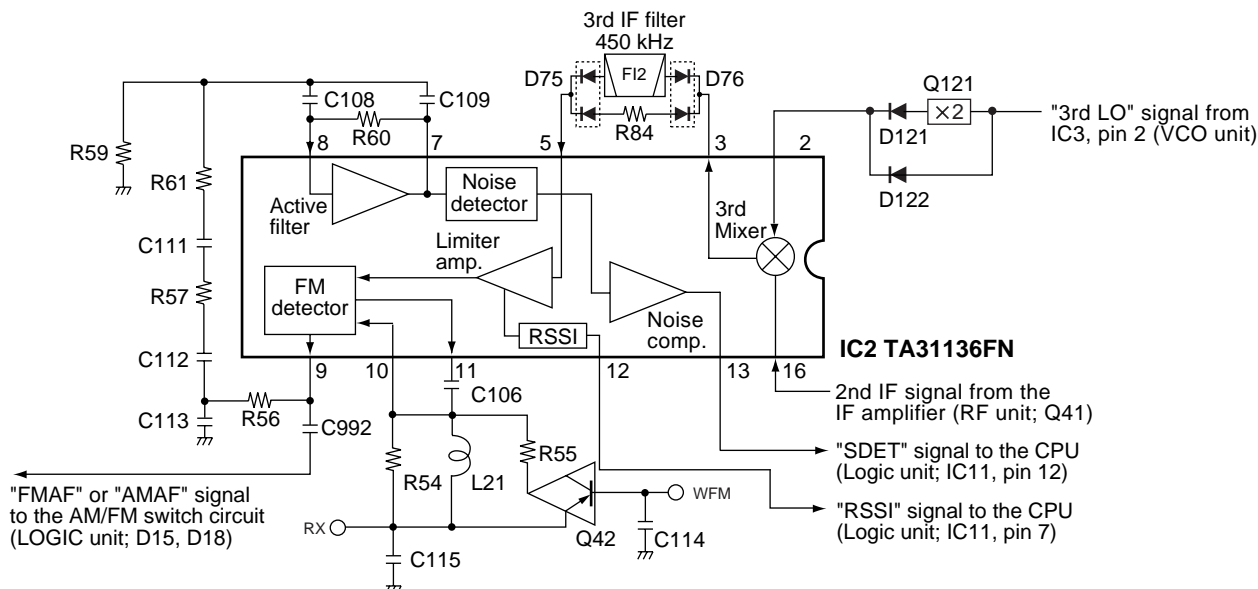 3rd IF filter
450 kHz
D75
FI2
D76
R84
C108
C109
R60
Q121
×2
D121
D122
"3rd LO" signal from
IC3, pin 2 (VCO unit)
R59
8
7
5
3
2
R61
C111
R57
C112
C113
Active
filter
Noise
detector
Limiter
amp.
3rd
Mixer
FM
detector
RSSI
Noise
comp.
IC2 TA31136FN
9
10
11
12
13
16
R56
C992
C106
R55
R54
L21
Q42
C114
WFM
RX
C115
2nd IF signal from the
IF amplifier (RF unit; Q41)
"SDET" signal to the CPU
(Logic unit; IC11, pin 12)
"RSSI" signal to the CPU
(Logic unit; IC11, pin 7)
"FMAF" or "AMAF" signal
to the AM/FM switch circuit
(LOGIC unit; D15, D18)